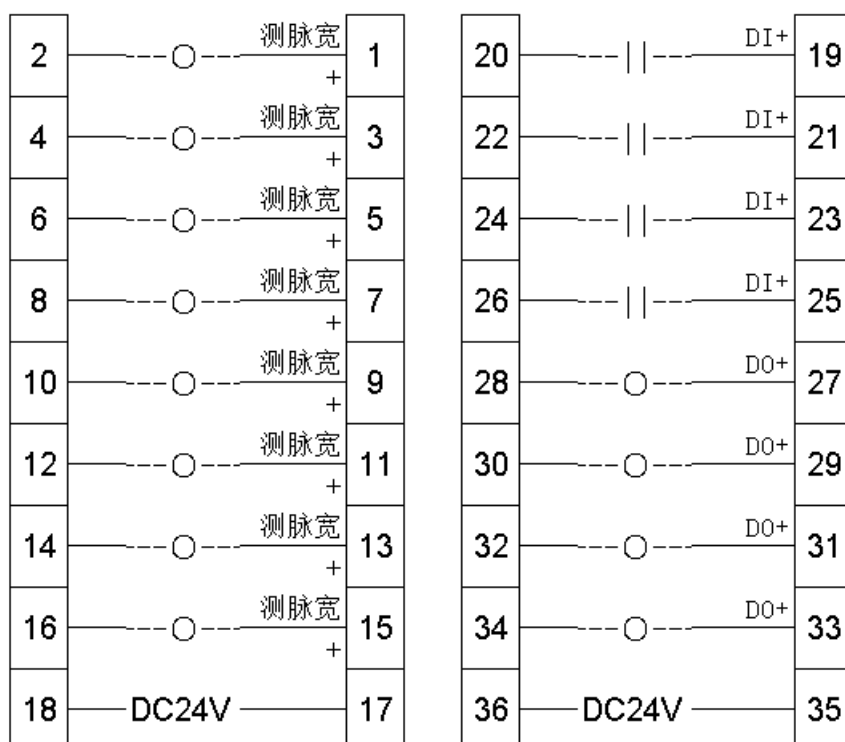 2 测脉宽 + 1
4 测脉宽 + 3
6 测脉宽 + 5
8 测脉宽 + 7
10 测脉宽 + 9
12 测脉宽 + 11
14 测脉宽 + 13
16 测脉宽 + 15
18 DC24V 17
20 DI+ 19
22 DI+ 21
24 DI+ 23
26 DI+ 25
28 DO+ 27
30 DO+ 29
32 DO+ 31
34 DO+ 33
36 DC24V 35